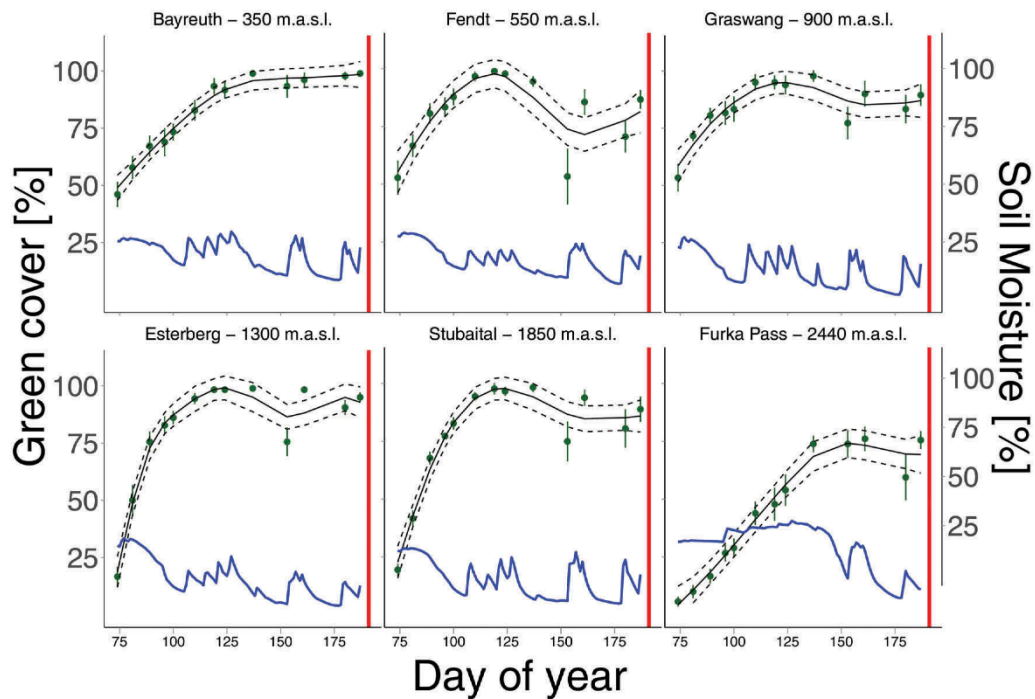 Bayreuth – 350 m.a.s.l.
Fendt – 550 m.a.s.l.
Graswang – 900 m.a.s.l.
100
75
50
25
100
75
50
25
Esterberg – 1300 m.a.s.l.
Stubaital – 1850 m.a.s.l.
Furka Pass – 2440 m.a.s.l.
100
75
50
25
100
75
50
25
75 100 125 150 175
75 100 125 150 175
75 100 125 150 175
Green cover [%]
Soil Moisture [%]
Day of year